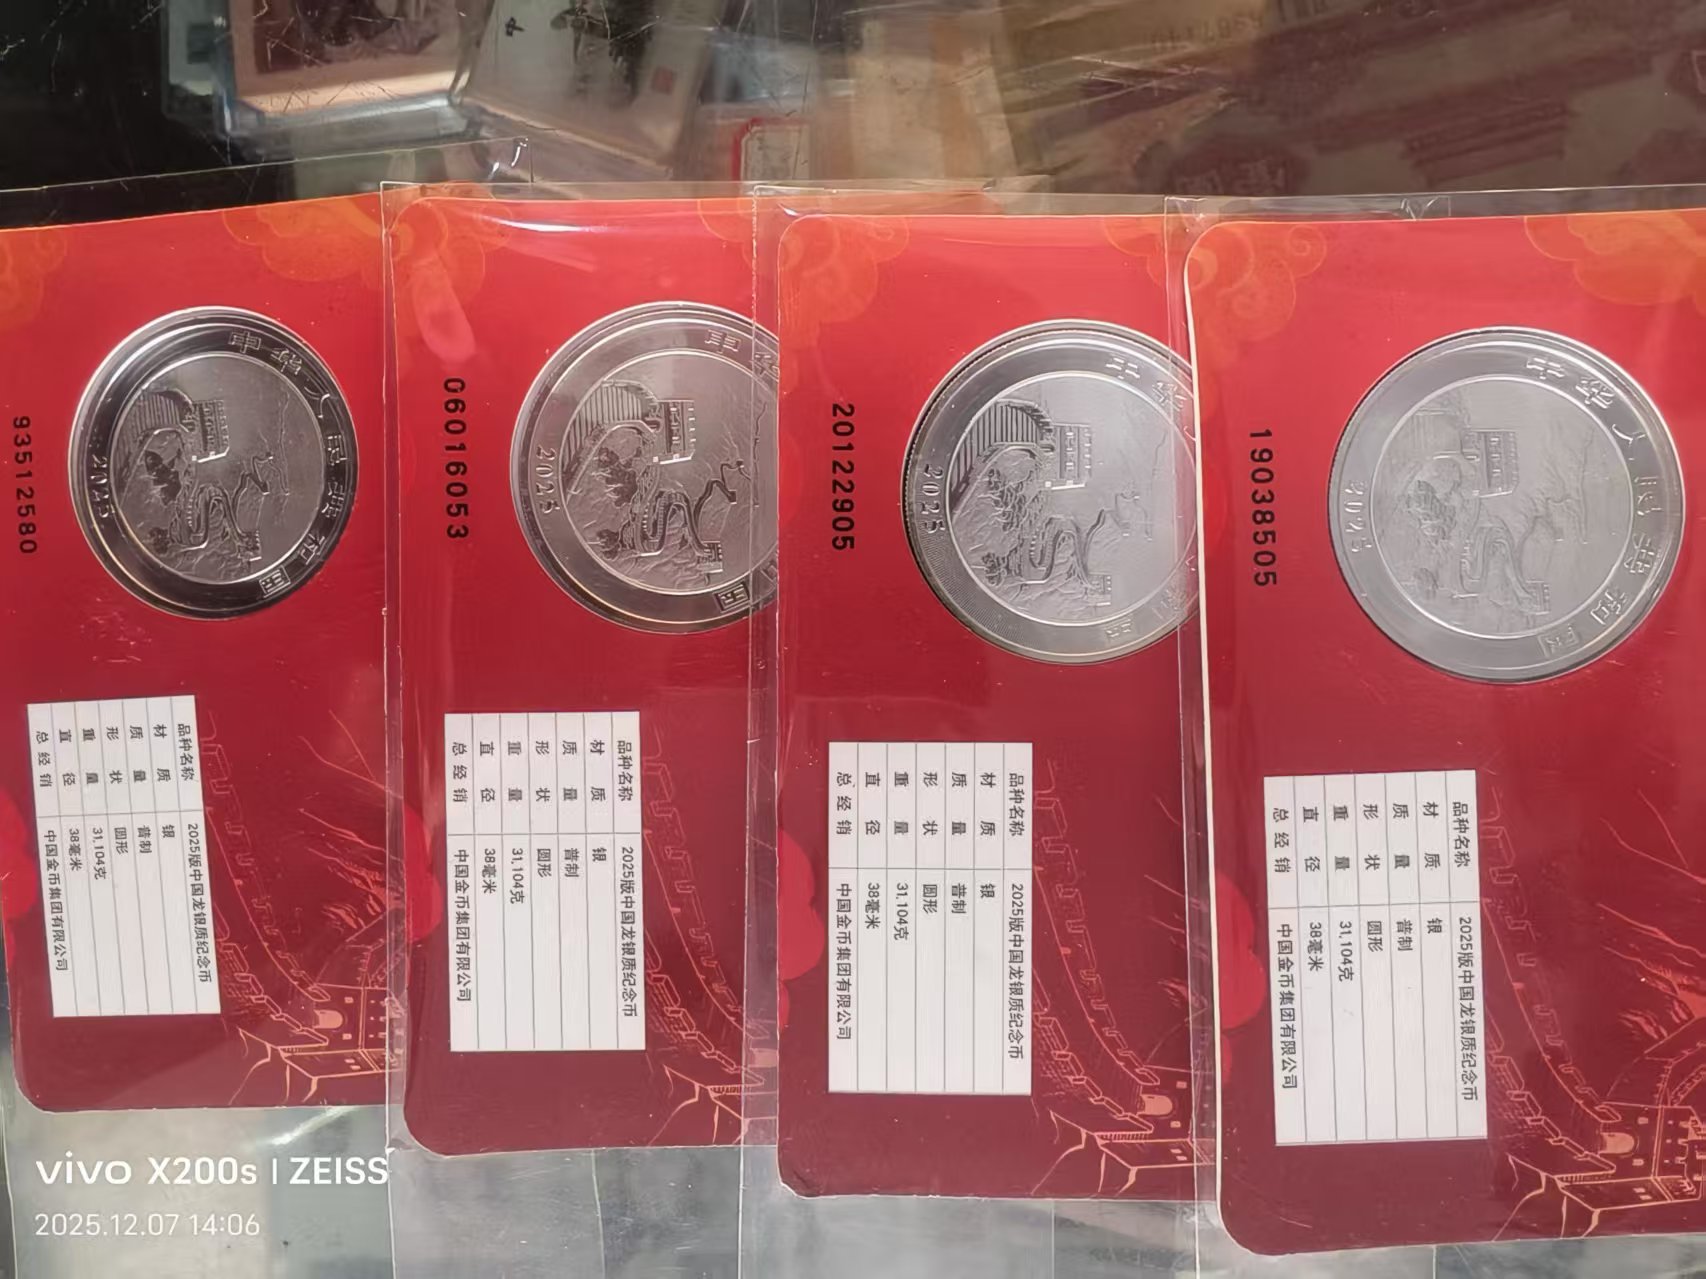 93512580
中华人民共和国
2025
品种名称 2025版中国龙银质纪念币
材质 银
质量 普制
形状 圆形
重量 31.104克
直径 38毫米
总经销 中国金币集团有限公司
06016053
中华
国
2025
品种名称 2025版中国龙银质纪念币
材质 银
质量 普制
形状 圆形
重量 31.104克
直径 38毫米
总经销 中国金币集团有限公司
20122905
中华人
和国
2025
品种名称 2025版中国龙银质纪念币
材质 银
质量 普制
形状 圆形
重量 31.104克
直径 38毫米
总经销 中国金币集团有限公司
19038505
中华人民共和国
2025
品种名称 2025版中国龙银质纪念币
材质 银
质量 普制
形状 圆形
重量 31.104克
直径 38毫米
总经销 中国金币集团有限公司
vivo X200s | ZEISS
2025.12.07 14:06